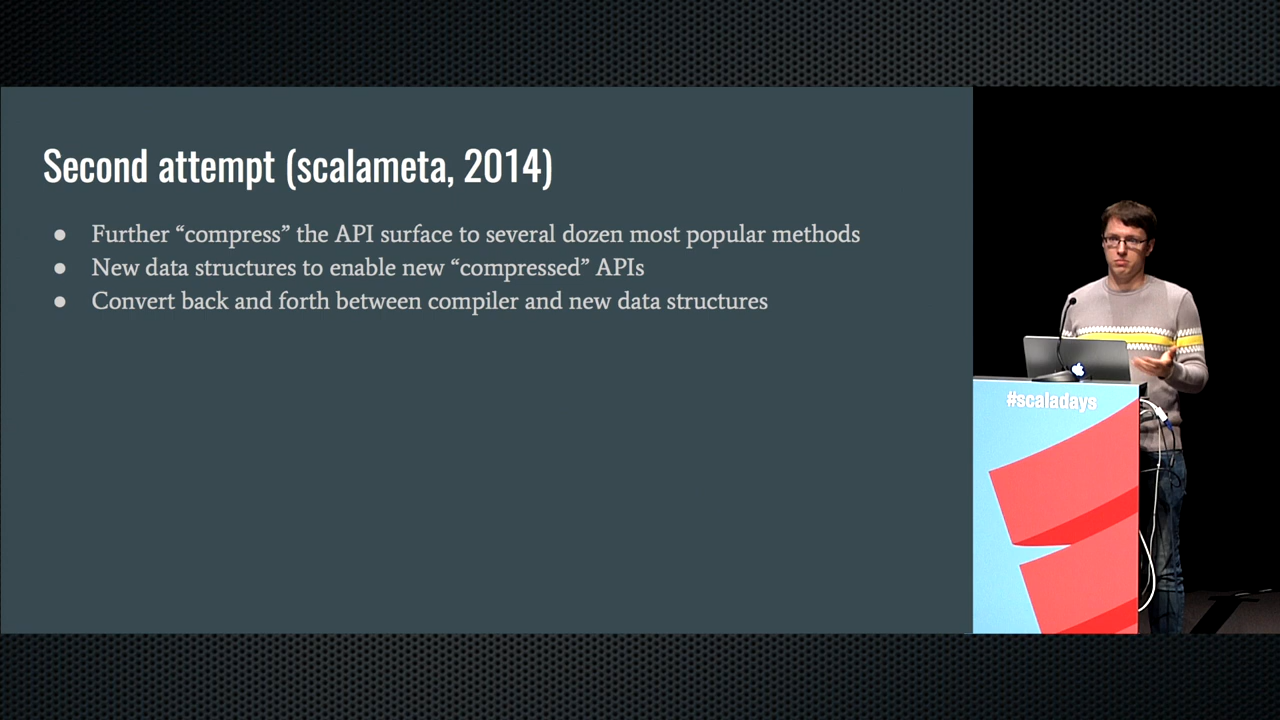 Second attempt (scalameta, 2014)
● Further “compress” the API surface to several dozen most popular methods
● New data structures to enable new “compressed” APIs
● Convert back and forth between compiler and new data structures
#scaladays